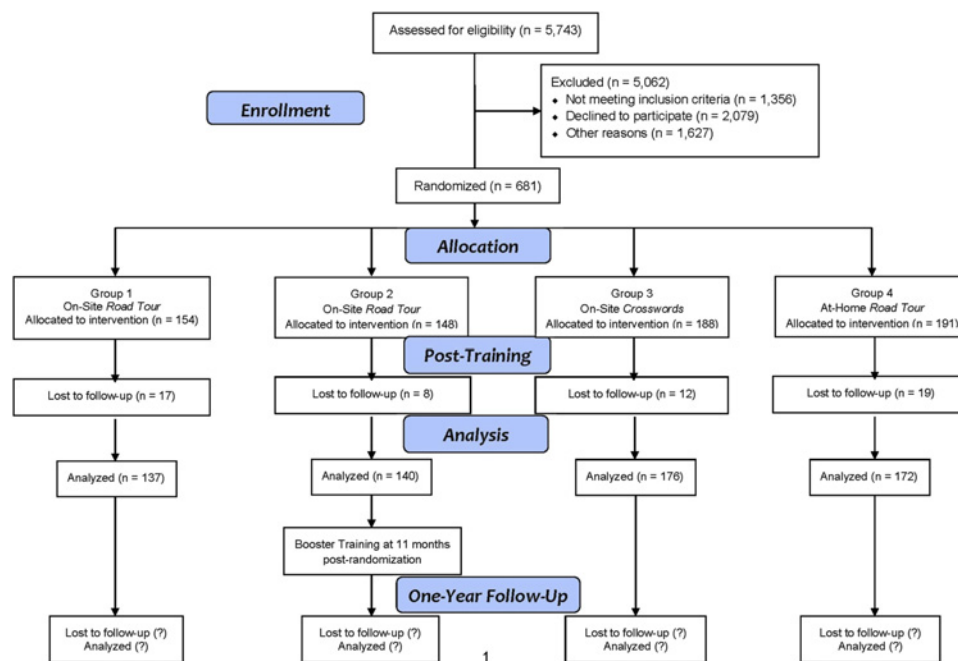 Assessed for eligibility (n = 5,743)
Excluded (n = 5,062)
◆ Not meeting inclusion criteria (n = 1,356)
◆ Declined to participate (n = 2,079)
◆ Other reasons (n = 1,627)
Enrollment
Randomized (n = 681)
Allocation
Group 1
On-Site Road Tour
Allocated to intervention (n = 154)
Group 2
On-Site Road Tour
Allocated to intervention (n = 148)
Group 3
On-Site Crosswords
Allocated to intervention (n = 188)
Group 4
At-Home Road Tour
Allocated to intervention (n = 191)
Post-Training
Lost to follow-up (n = 17)
Lost to follow-up (n = 8)
Lost to follow-up (n = 12)
Lost to follow-up (n = 19)
Analysis
Analyzed (n = 137)
Analyzed (n = 140)
Analyzed (n = 176)
Analyzed (n = 172)
Booster Training at 11 months
post-randomization
One-Year Follow-Up
Lost to follow-up (?)
Analyzed (?)
Lost to follow-up (?)
Analyzed (?)
Lost to follow-up (?)
Analyzed (?)
Lost to follow-up (?)
Analyzed (?)
1